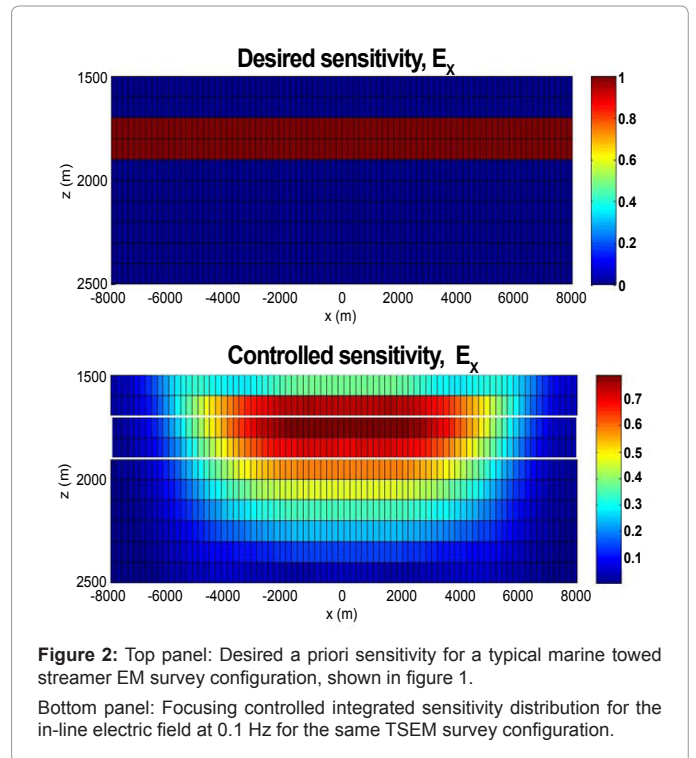 Desired sensitivity, Ex
1500
2000
2500
z (m)
-8000 -6000 -4000 -2000 0 2000 4000 6000 8000
x (m)
1
0.8
0.6
0.4
0.2
0
Controlled sensitivity, Ex
1500
2000
2500
z (m)
-8000 -6000 -4000 -2000 0 2000 4000 6000 8000
x (m)
0.7
0.6
0.5
0.4
0.3
0.2
0.1
Figure 2: Top panel: Desired a priori sensitivity for a typical marine towed
streamer EM survey configuration, shown in figure 1.
Bottom panel: Focusing controlled integrated sensitivity distribution for the
in-line electric field at 0.1 Hz for the same TSEM survey configuration.